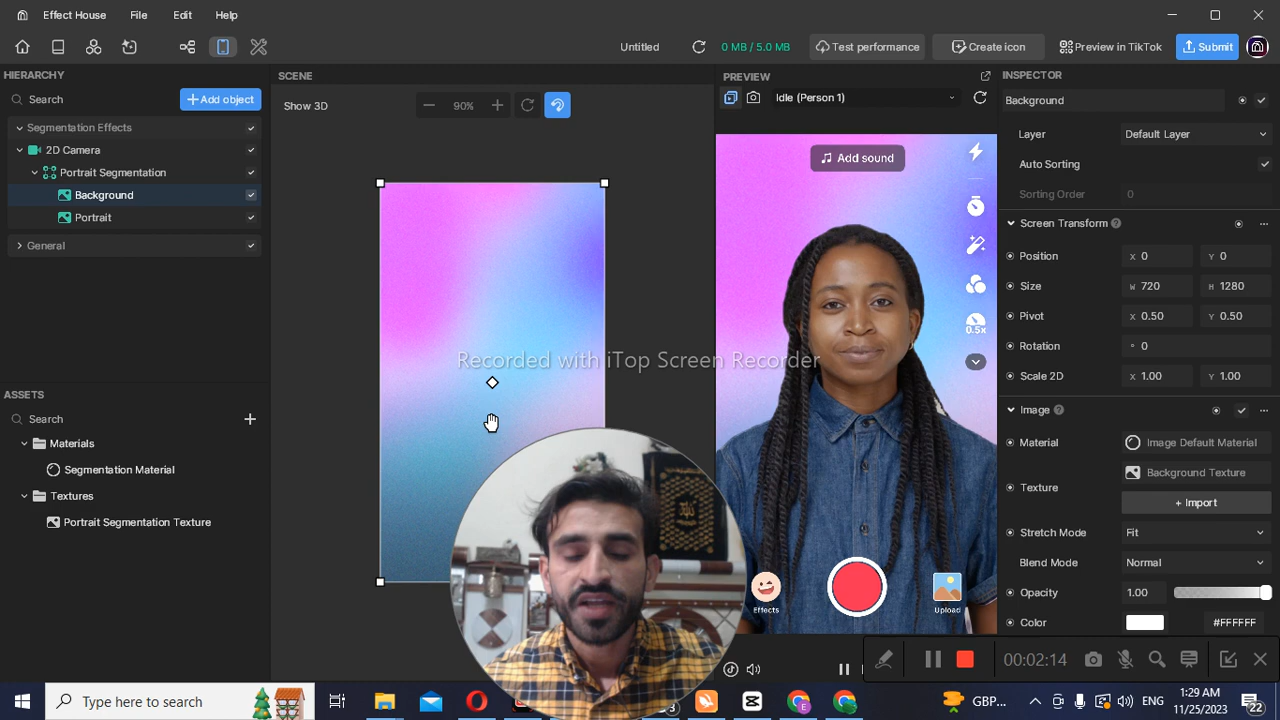 Effect House File Edit Help
Untitled 0 MB / 5.0 MB Test performance Create icon Preview in TikTok Submit
HIERARCHY
Search + Add object
Segmentation Effects
2D Camera
Portrait Segmentation
Background
Portrait
General
ASSETS
Search
Materials
Segmentation Material
Textures
Portrait Segmentation Texture
SCENE
Show 3D 90%
Recorded with iTop Screen Recorder
PREVIEW
Idle (Person 1)
Add sound
0.5x
Effects Upload
INSPECTOR
Background
Layer Default Layer
Auto Sorting
Sorting Order 0
Screen Transform
Position X 0 Y 0
Size W 720 H 1280
Pivot X 0.50 Y 0.50
Rotation 0
Scale 2D X 1.00 Y 1.00
Image
Material Image Default Material
Texture Background Texture
+ Import
Stretch Mode Fit
Blend Mode Normal
Opacity 1.00
Color #FFFFFF
00:02:14
Type here to search
GBP... ENG
1:29 AM
11/25/2023
22